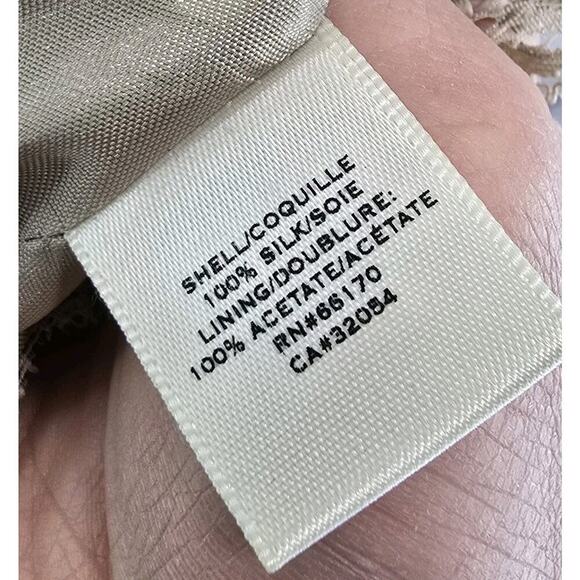 SHELL/COQUILLE
100% SILK/SOIE
LINING/DOUBLURE:
100% ACETATE/ACÉTATE
RN#66170
CA#32054